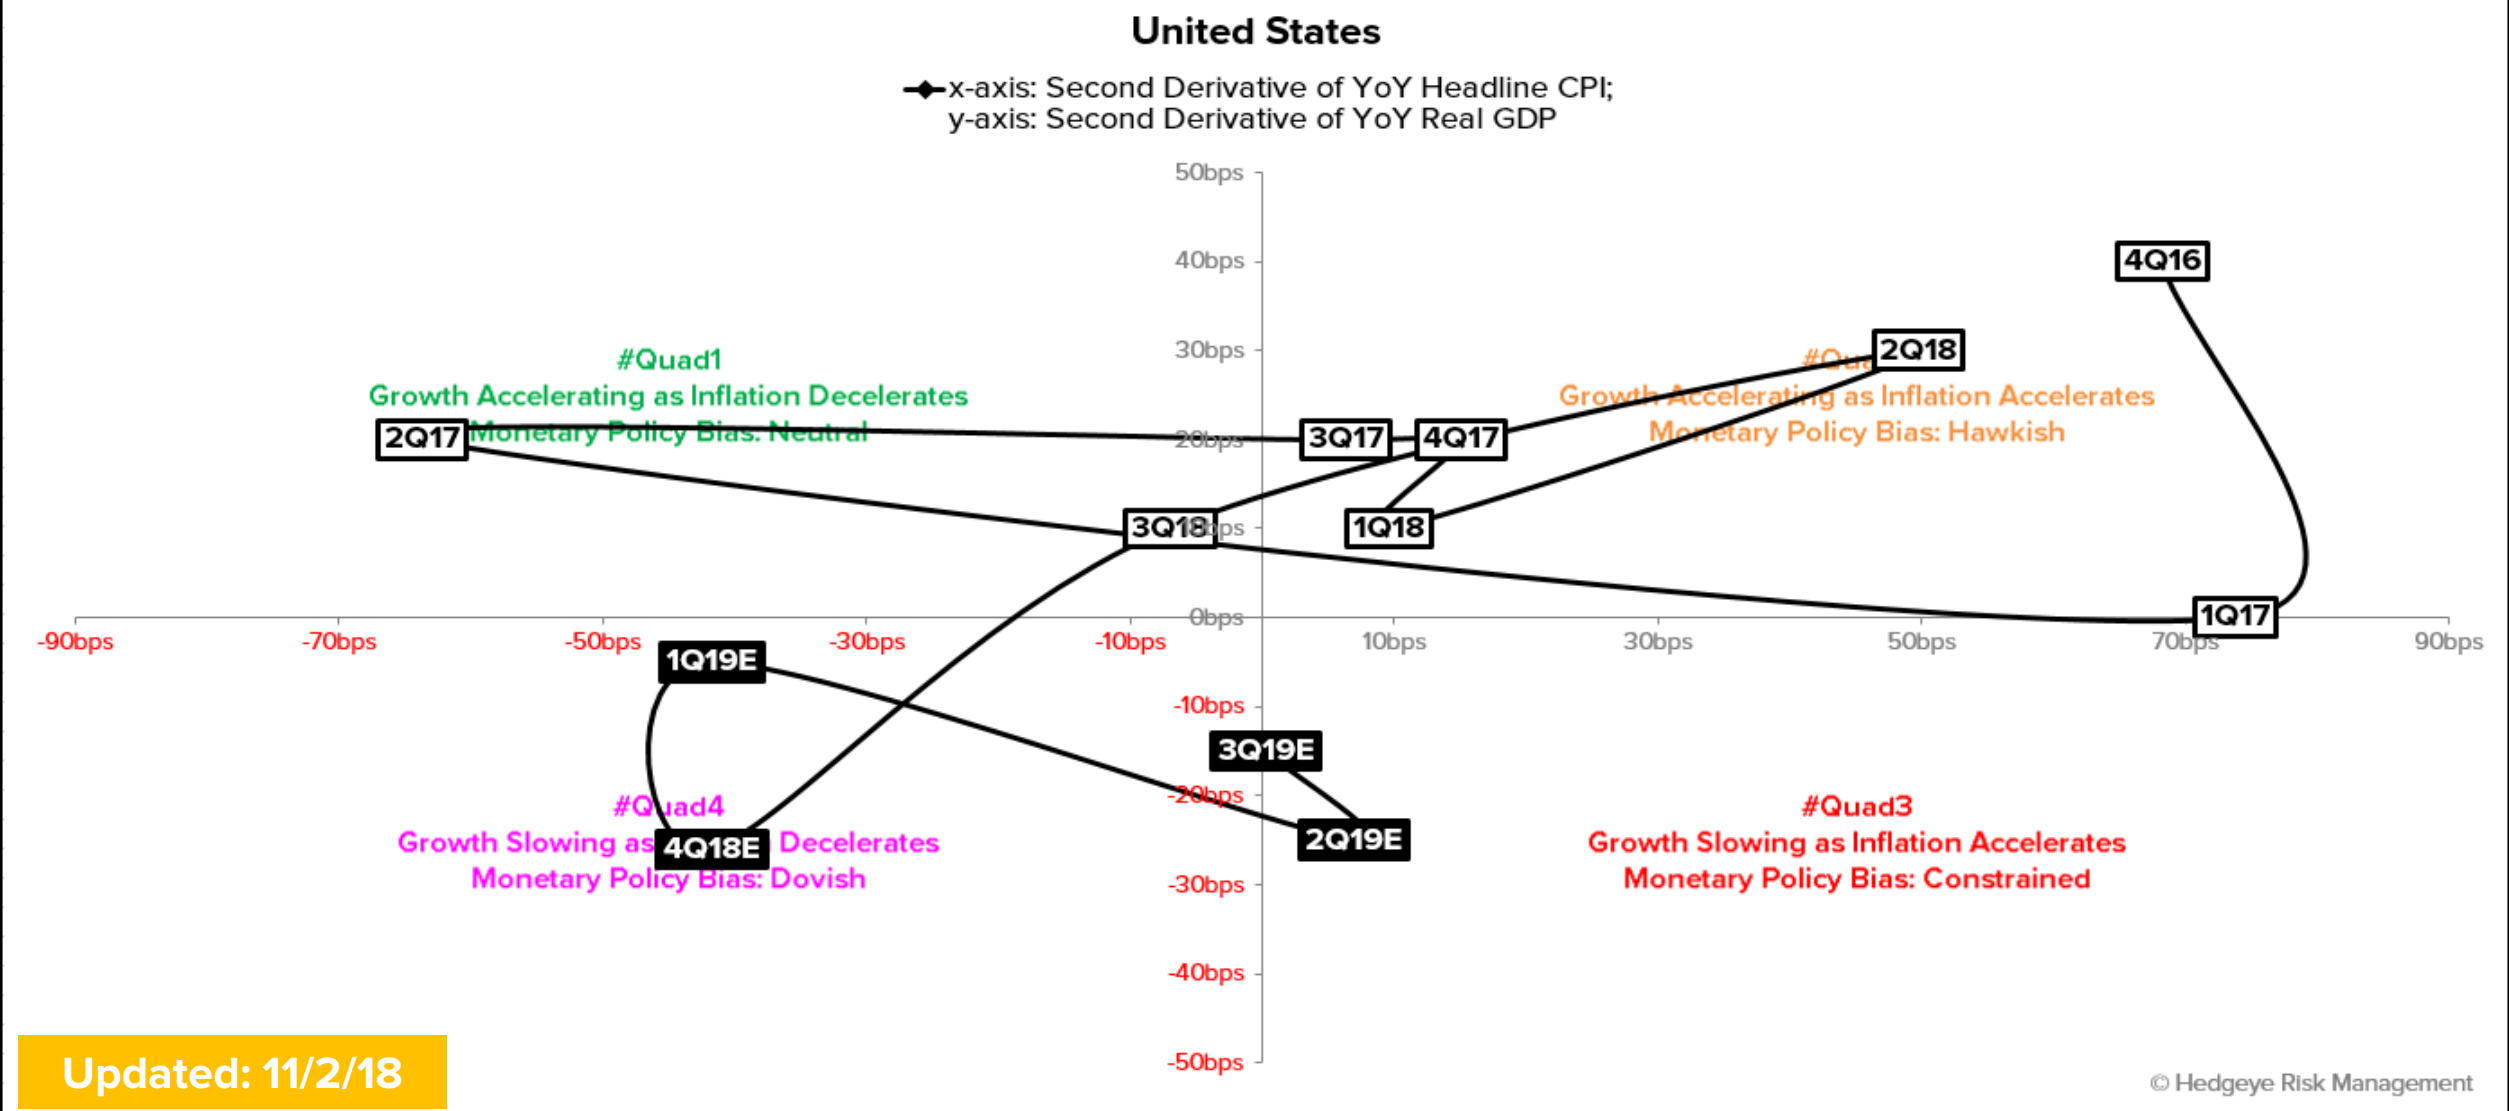 United States
x-axis: Second Derivative of YoY Headline CPI;
y-axis: Second Derivative of YoY Real GDP
50bps
40bps
4Q16
30bps
2Q18
#Quad1
#Qua
Growth Accelerating as Inflation Decelerates
Growth Accelerating as Inflation Accelerates
2Q17
Monetary Policy Bias: Neutral
20bps
3Q17
4Q17
Monetary Policy Bias: Hawkish
3Q18
10bps
1Q18
0bps
1Q17
-90bps
-70bps
-50bps
-30bps
-10bps
10bps
30bps
50bps
70bps
90bps
1Q19E
-10bps
3Q19E
-20bps
#Quad4
#Quad3
Growth Slowing as
4Q18E
Decelerates
2Q19E
Growth Slowing as Inflation Accelerates
Monetary Policy Bias: Dovish
-30bps
Monetary Policy Bias: Constrained
-40bps
-50bps
Updated: 11/2/18
© Hedgeye Risk Management